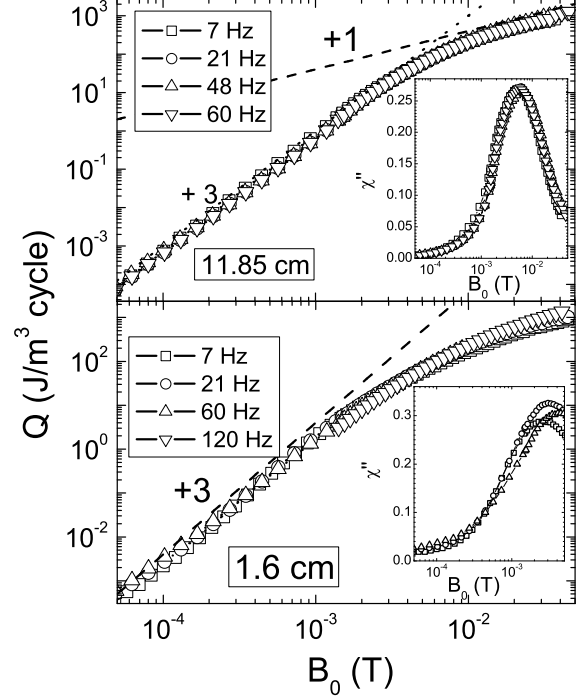 10^3
10^1
10^-1
10^-3
7 Hz
21 Hz
48 Hz
60 Hz
+1
+ 3
11.85 cm
0.25
0.20
0.15
0.10
0.05
0.00
χ"
10^-4 10^-3 10^-2
B_0 (T)
Q (J/m^3 cycle)
10^2
10^0
10^-2
7 Hz
21 Hz
60 Hz
120 Hz
+3
1.6 cm
0.3
0.2
0.1
0.0
χ"
10^-4 10^-3
B_0 (T)
10^-4 10^-3 10^-2
B_0 (T)